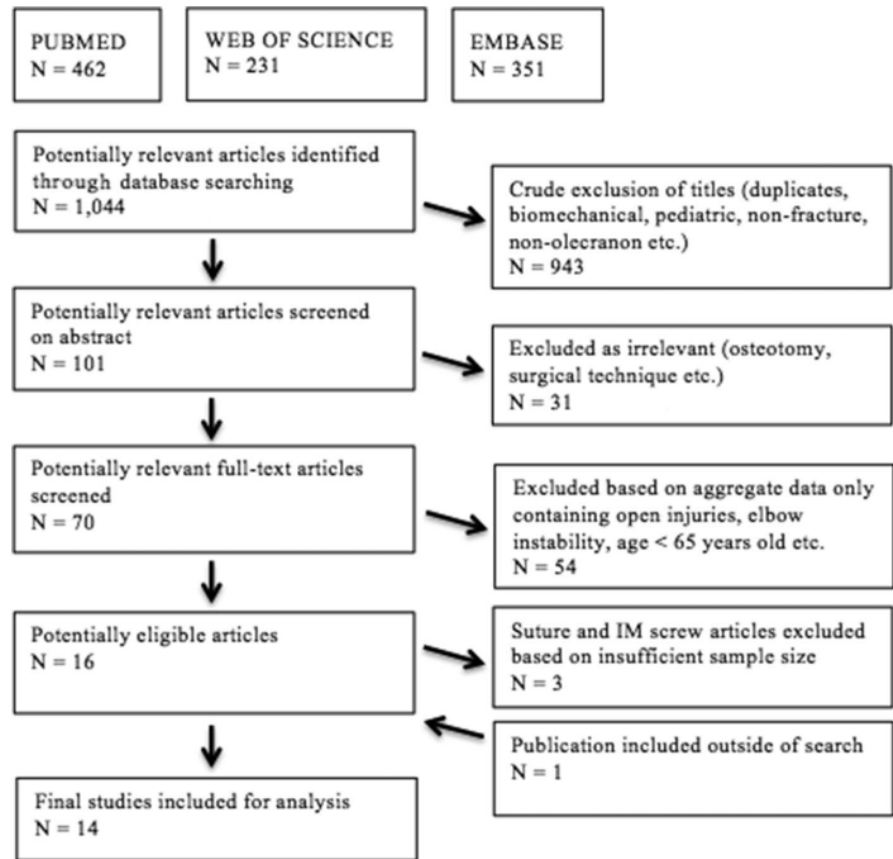 PUBMED
N = 462
WEB OF SCIENCE
N = 231
EMBASE
N = 351
Potentially relevant articles identified
through database searching
N = 1,044
Crude exclusion of titles (duplicates,
biomechanical, pediatric, non-fracture,
non-olecranon etc.)
N = 943
Potentially relevant articles screened
on abstract
N = 101
Excluded as irrelevant (osteotomy,
surgical technique etc.)
N = 31
Potentially relevant full-text articles
screened
N = 70
Excluded based on aggregate data only
containing open injuries, elbow
instability, age < 65 years old etc.
N = 54
Potentially eligible articles
N = 16
Suture and IM screw articles excluded
based on insufficient sample size
N = 3
Publication included outside of search
N = 1
Final studies included for analysis
N = 14